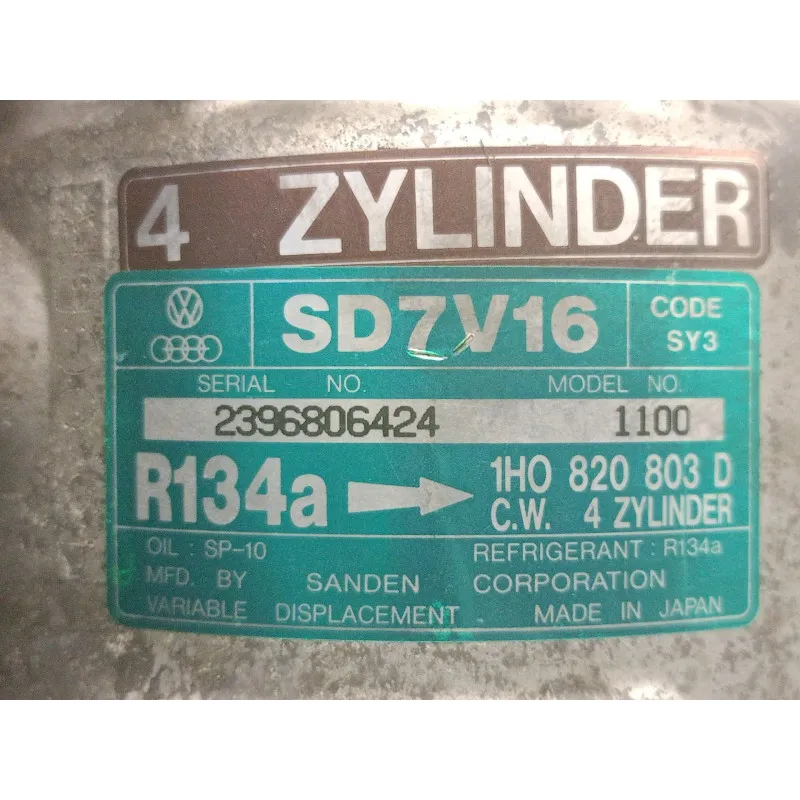 4 ZYLINDER
SD7V16
CODE
SY3
SERIAL NO. MODEL NO.
2396806424 1100
R134a
1H0 820 803 D
C.W. 4 ZYLINDER
OIL : SP-10 REFRIGERANT : R134a
MFD. BY SANDEN CORPORATION
VARIABLE DISPLACEMENT MADE IN JAPAN